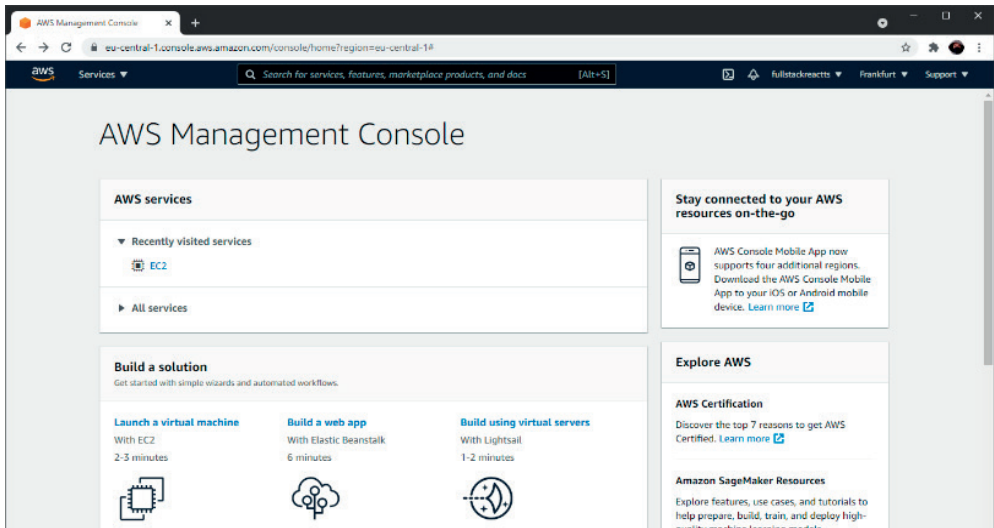 AWS Management Console
eu-central-1.console.aws.amazon.com/console/home?region=eu-central-1#
aws
Services ▼
Search for services, features, marketplace products, and docs
[Alt+S]
fullstackreactts ▼
Frankfurt ▼
Support ▼
AWS Management Console
AWS services
▼ Recently visited services
EC2
▶ All services
Build a solution
Get started with simple wizards and automated workflows.
Launch a virtual machine
With EC2
2-3 minutes
Build a web app
With Elastic Beanstalk
6 minutes
Build using virtual servers
With Lightsail
1-2 minutes
Stay connected to your AWS
resources on-the-go
AWS Console Mobile App now
supports four additional regions.
Download the AWS Console Mobile
App to your iOS or Android mobile
device. Learn more
Explore AWS
AWS Certification
Discover the top 7 reasons to get AWS
Certified. Learn more
Amazon SageMaker Resources
Explore features, use cases, and tutorials to
help prepare, build, train, and deploy high-
quality machine learning models